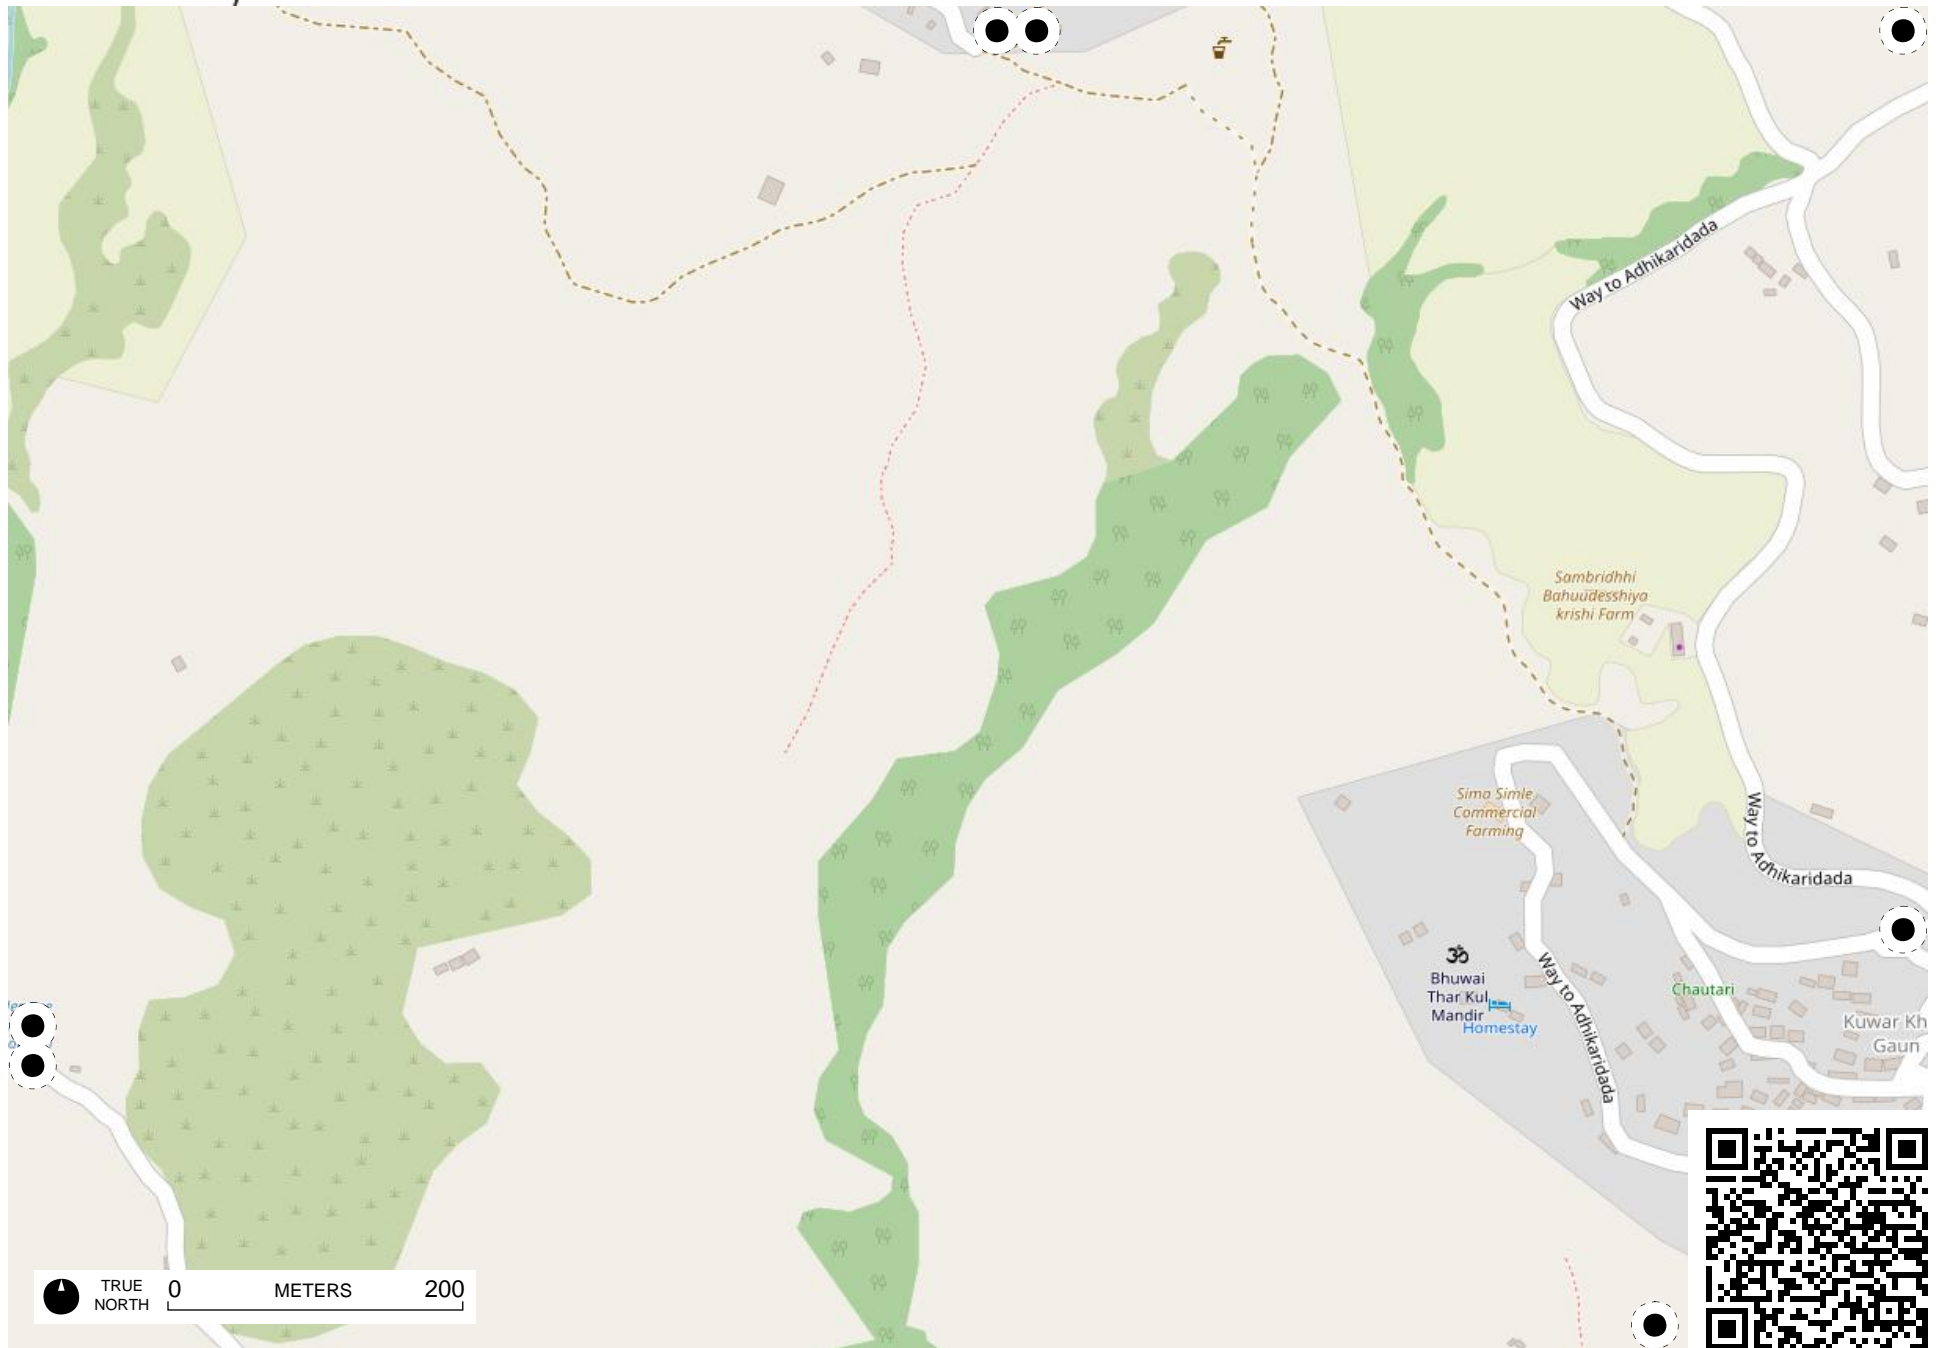 Way to Adhikaridada
Sambridhhi
Bahuudesshiya
krishi Farm
Sima Simle
Commercial
Farming
Way to Adhikaridada
ॐ
Bhuwai
Thar Kul
Mandir
Homestay
Way to Adhikaridada
Chautari
Kuwar Kh
Gaun
TRUE
NORTH
0 METERS 200